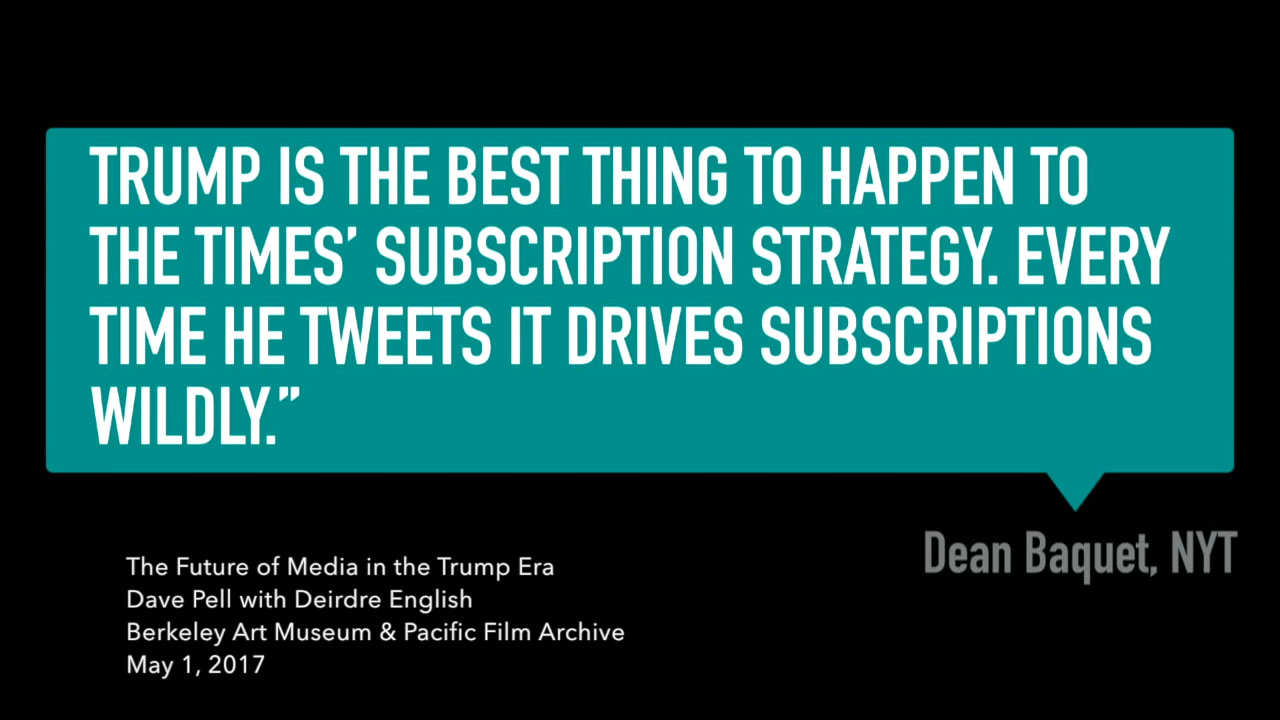 TRUMP IS THE BEST THING TO HAPPEN TO
THE TIMES’ SUBSCRIPTION STRATEGY. EVERY
TIME HE TWEETS IT DRIVES SUBSCRIPTIONS
WILDLY.”
Dean Baquet, NYT
The Future of Media in the Trump Era
Dave Pell with Deirdre English
Berkeley Art Museum & Pacific Film Archive
May 1, 2017